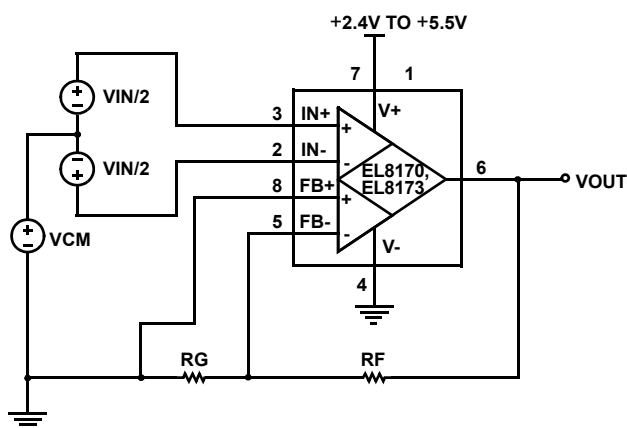 +2.4V TO +5.5V
7
1
VIN/2
3
IN+
V+
+
-
+
-
2
IN-
+
-
VIN/2
-
+
EL8170,
EL8173
6
VOUT
8
FB+
+
5
FB-
-
V-
VCM
+
-
4
RG
RF